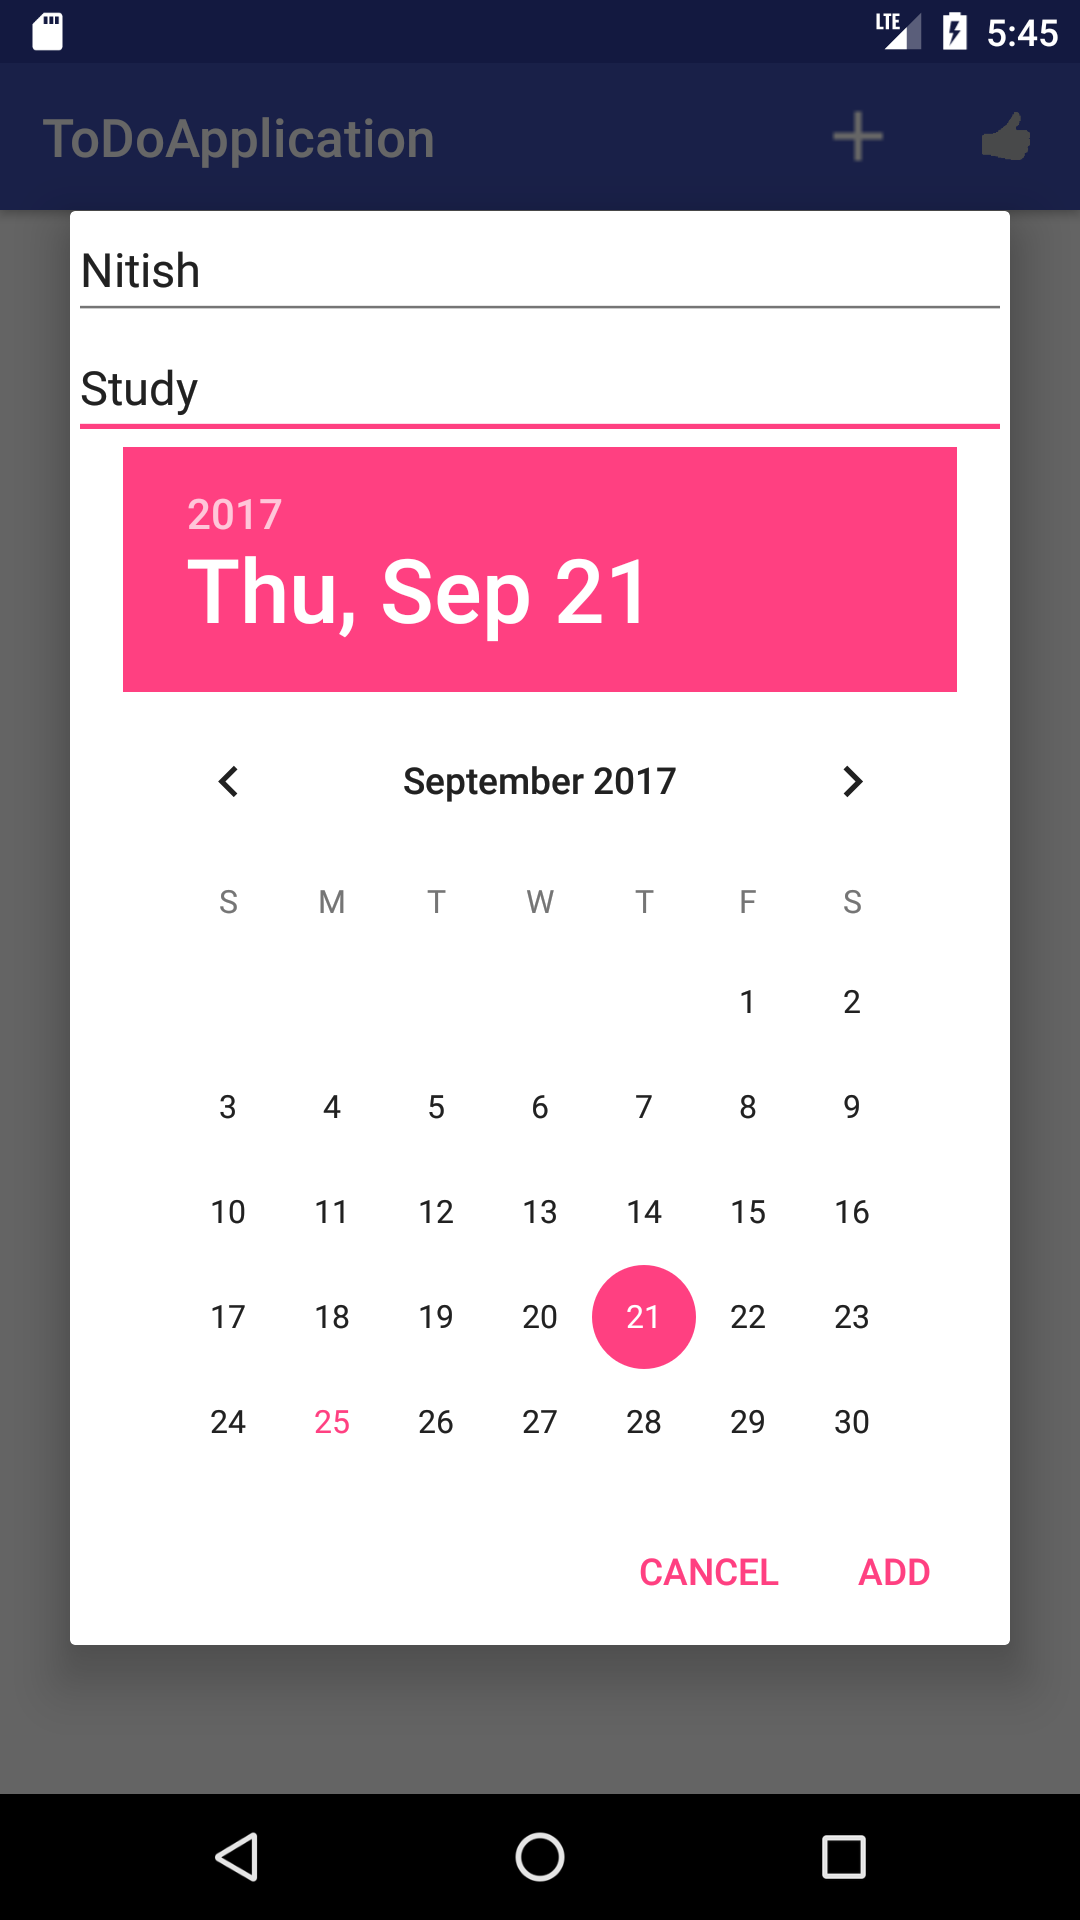 LTE 5:45
ToDoApplication
Nitish
Study
2017
Thu, Sep 21
September 2017
S M T W T F S
1 2
3 4 5 6 7 8 9
10 11 12 13 14 15 16
17 18 19 20 21 22 23
24 25 26 27 28 29 30
CANCEL ADD